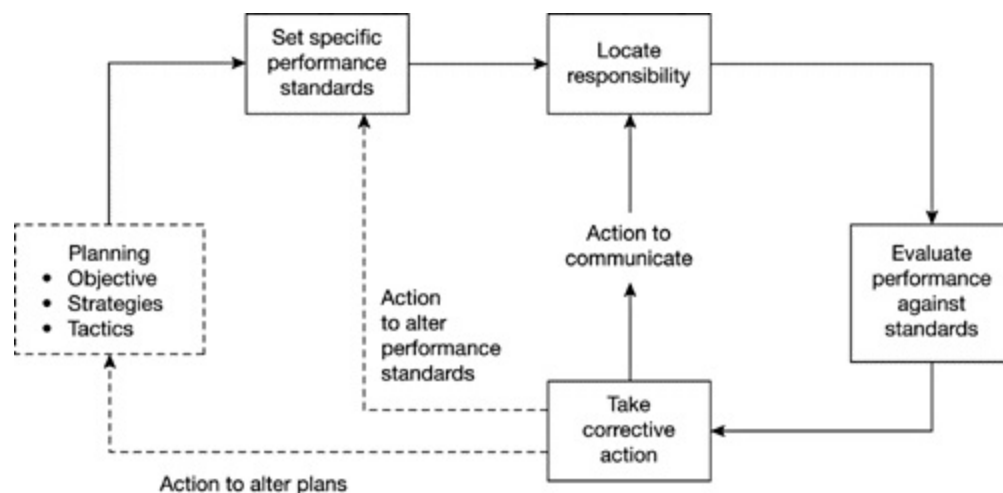 Set specific
performance
standards
Locate
responsibility
Planning
• Objective
• Strategies
• Tactics
Action to
communicate
Evaluate
performance
against
standards
Action
to alter
performance
standards
Take
corrective
action
Action to alter plans